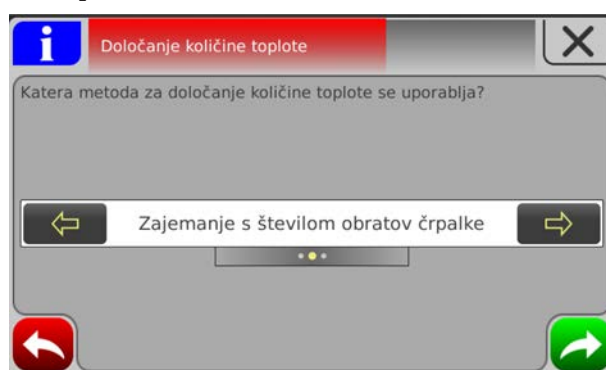 i
Določanje količine toplote
Katera metoda za določanje količine toplote se uporablja?
Zajemanje s številom obratov črpalke